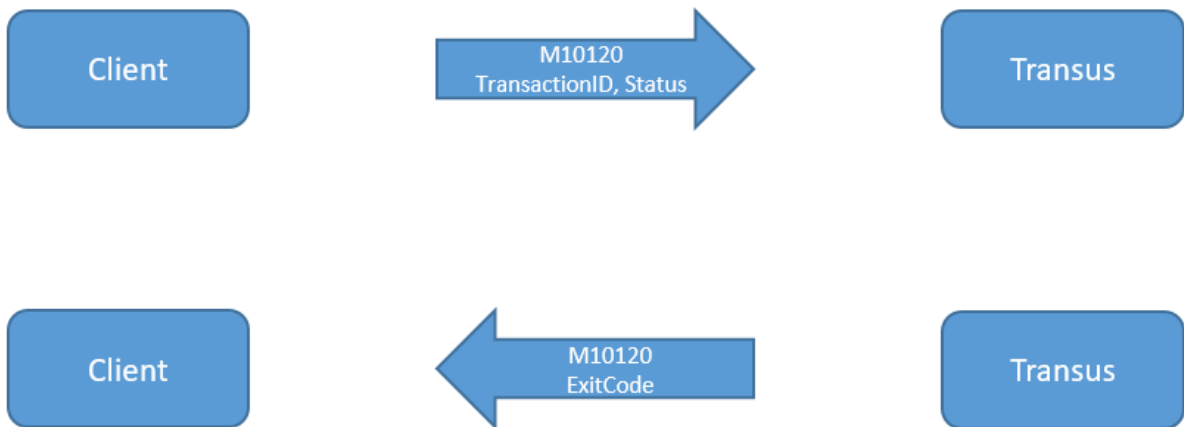 Client
M10120
TransactionID, Status
Transus
Client
M10120
ExitCode
Transus